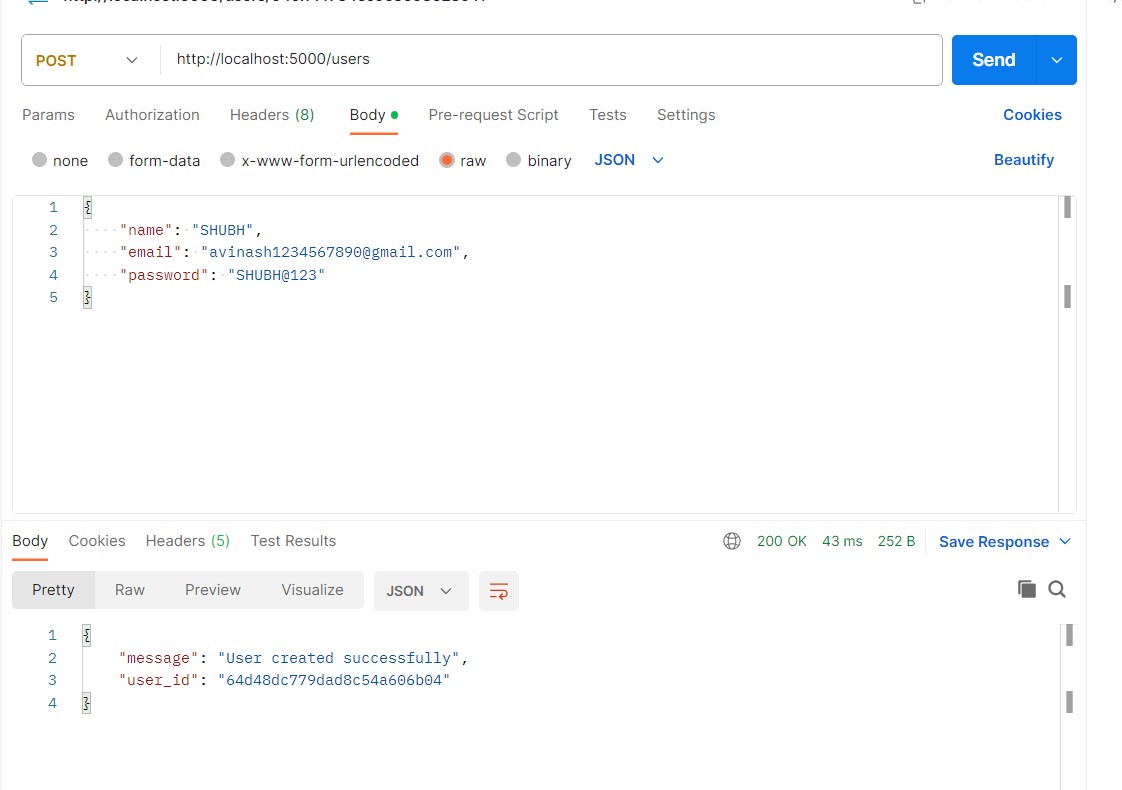 POST http://localhost:5000/users Send
Params Authorization Headers (8) Body Pre-request Script Tests Settings Cookies
none form-data x-www-form-urlencoded raw binary JSON Beautify
1 {
2 "name": "SHUBH",
3 "email": "avinash1234567890@gmail.com",
4 "password": "SHUBH@123"
5 }
Body Cookies Headers (5) Test Results 200 OK 43 ms 252 B Save Response
Pretty Raw Preview Visualize JSON
1 {
2 "message": "User created successfully",
3 "user_id": "64d48dc779dad8c54a606b04"
4 }